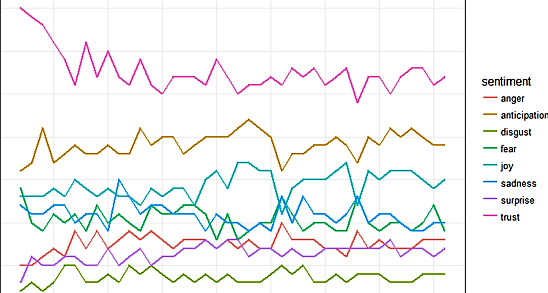 sentiment
anger
anticipation
disgust
fear
joy
sadness
surprise
trust